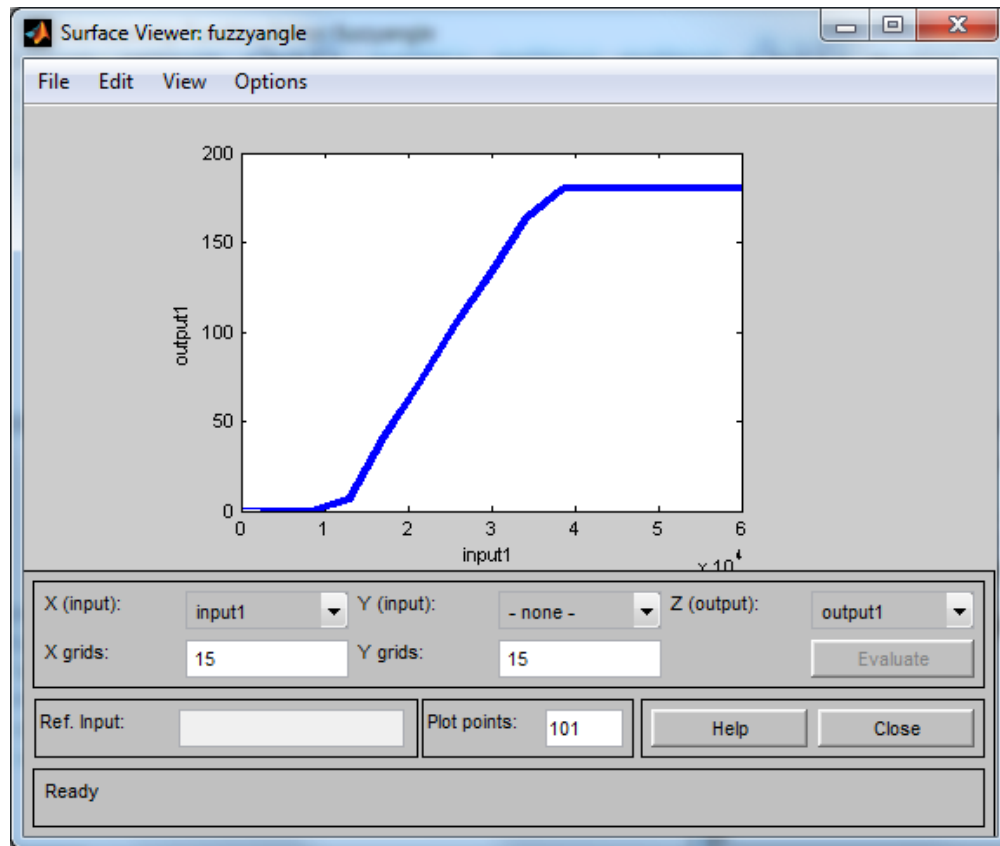 Surface Viewer: fuzzyangle
File Edit View Options
200
150
100
50
0
output1
0 1 2 3 4 5 6
input1
x 10
X (input): input1 Y (input): - none - Z (output): output1
X grids: 15 Y grids: 15 Evaluate
Ref. Input: Plot points: 101 Help Close
Ready